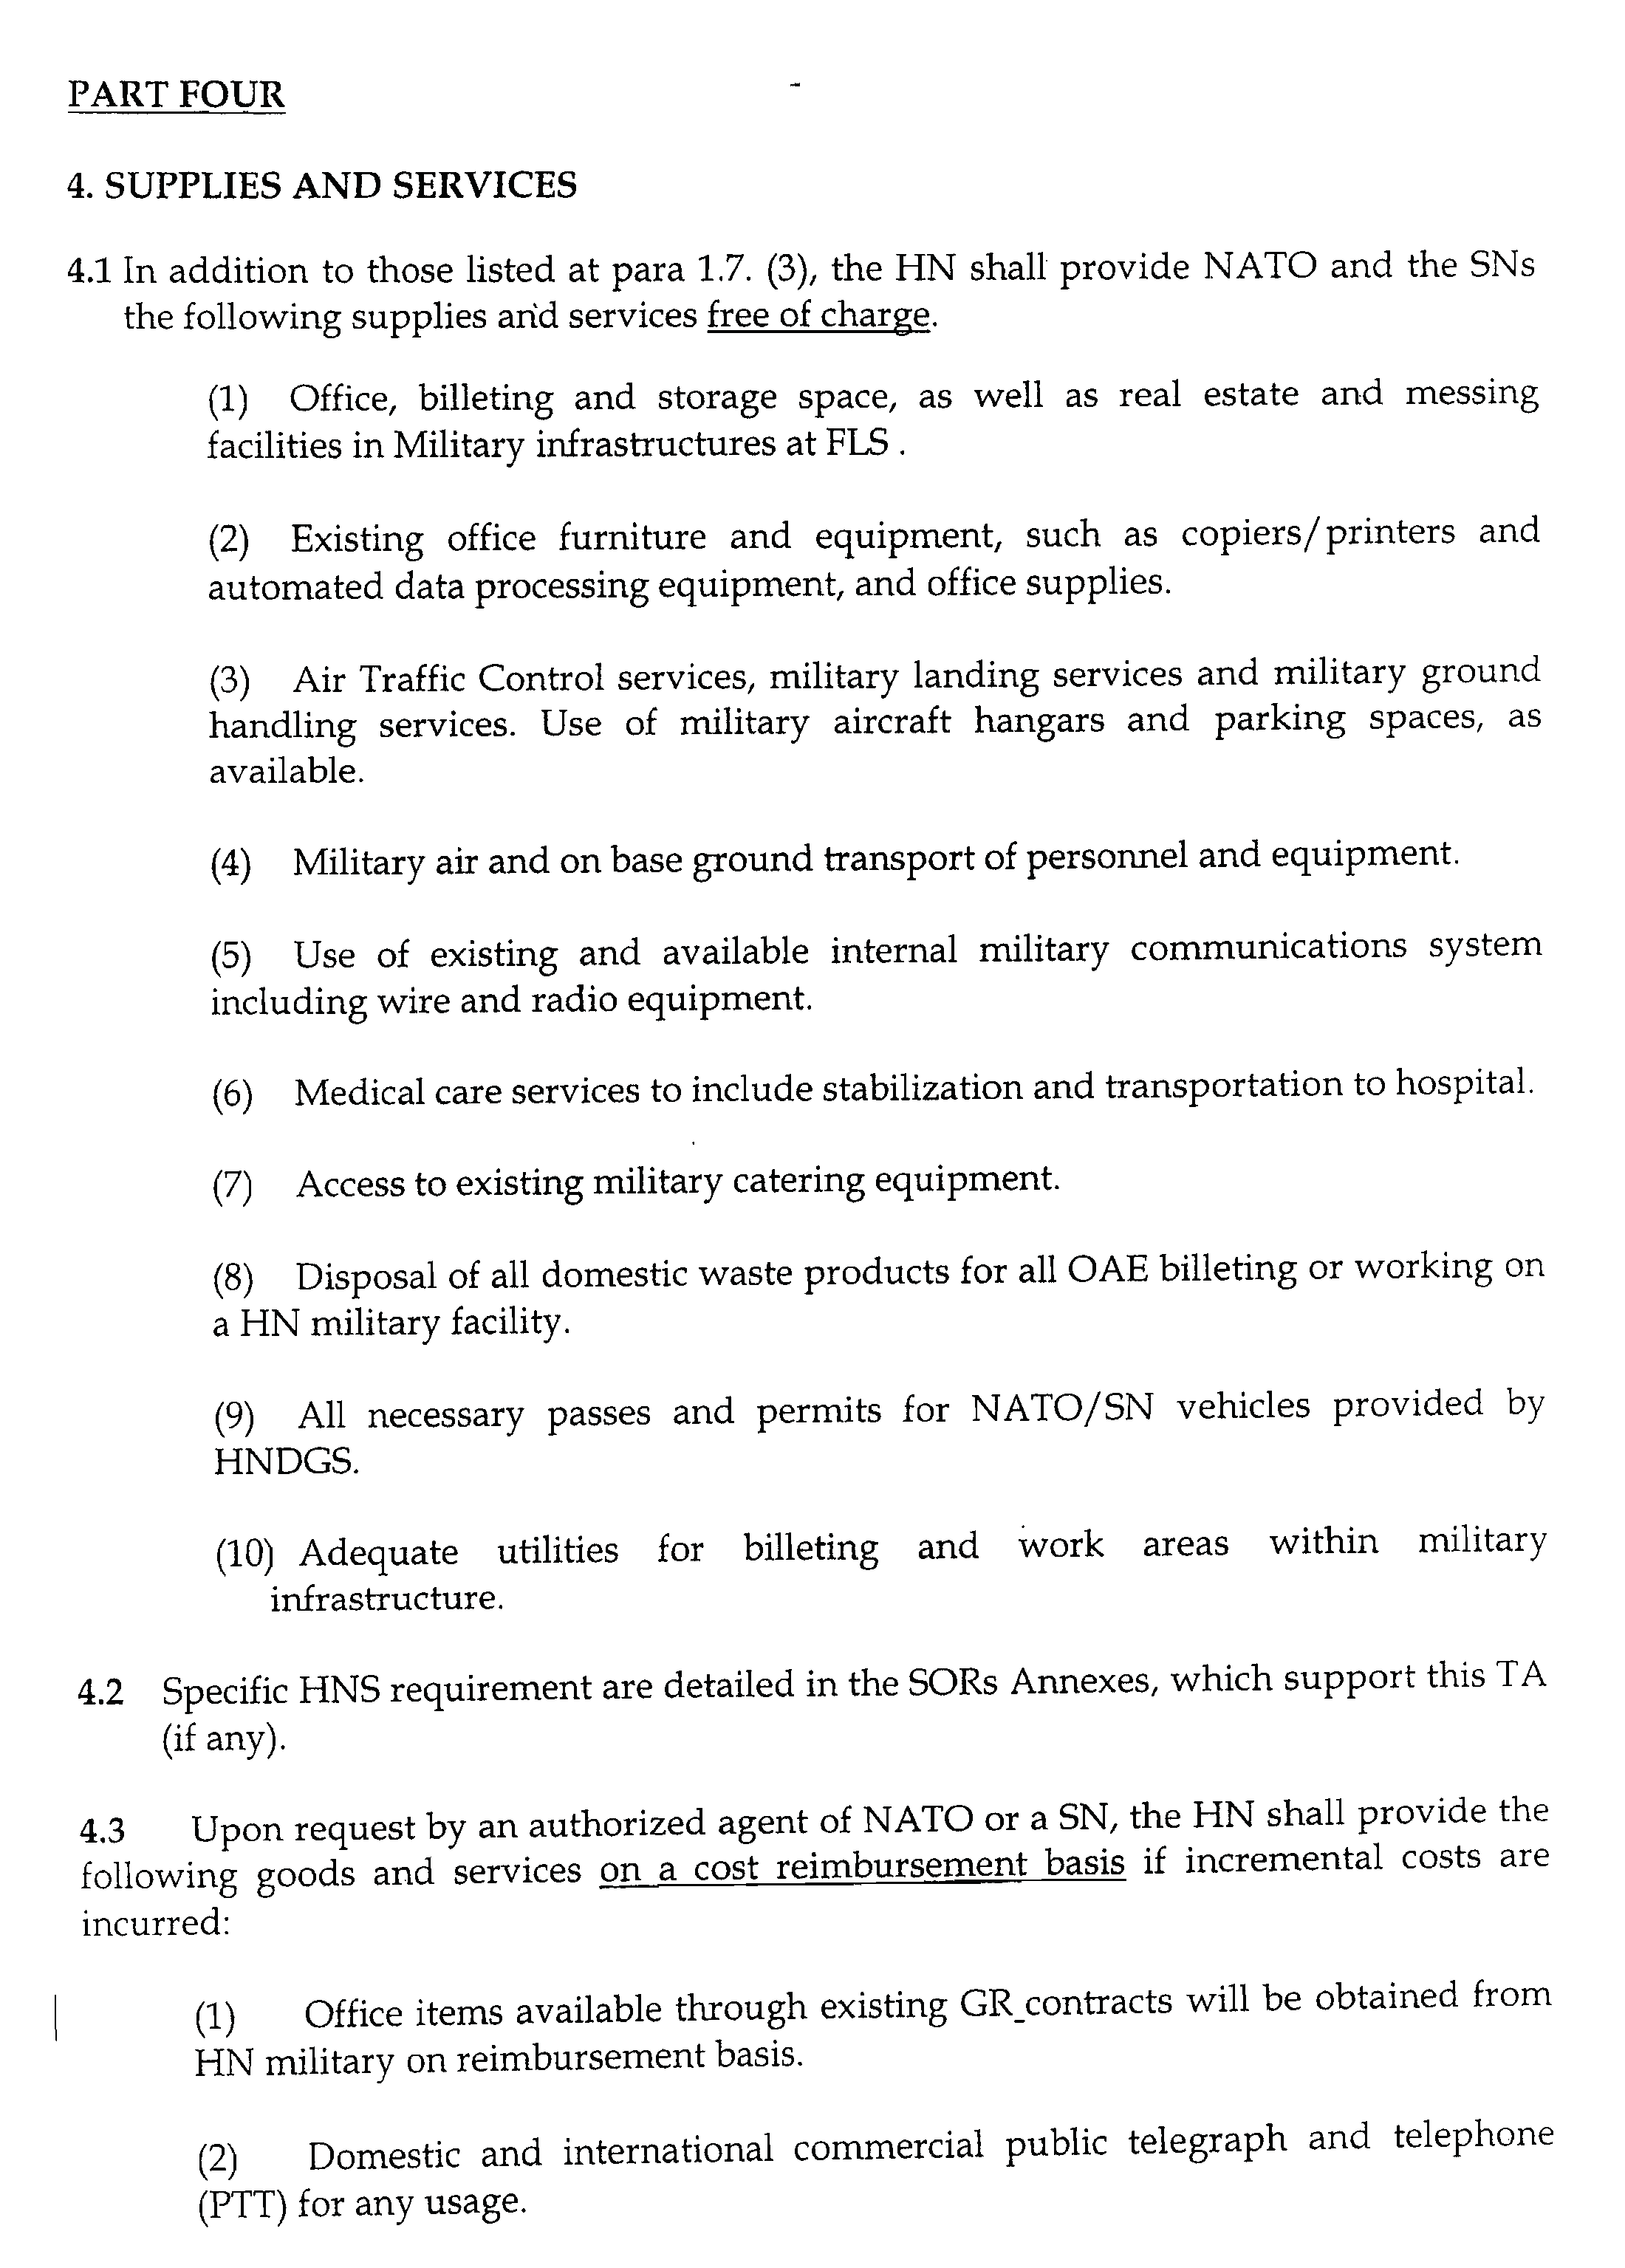 PART FOUR
4. SUPPLIES AND SERVICES
4.1 In addition to those listed at para 1.7. (3), the HN shall provide NATO and the SNs
the following supplies and services free of charge.
(1) Office, billeting and storage space, as well as real estate and messing
facilities in Military infrastructures at FLS .
(2) Existing office furniture and equipment, such as copiers/printers and
automated data processing equipment, and office supplies.
(3) Air Traffic Control services, military landing services and military ground
handling services. Use of military aircraft hangars and parking spaces, as
available.
(4) Military air and on base ground transport of personnel and equipment.
(5) Use of existing and available internal military communications system
including wire and radio equipment.
(6) Medical care services to include stabilization and transportation to hospital.
(7) Access to existing military catering equipment.
(8) Disposal of all domestic waste products for all OAE billeting or working on
a HN military facility.
(9) All necessary passes and permits for NATO/SN vehicles provided by
HNDGS.
(10) Adequate utilities for billeting and work areas within military
infrastructure.
4.2 Specific HNS requirement are detailed in the SORs Annexes, which support this TA
(if any).
4.3 Upon request by an authorized agent of NATO or a SN, the HN shall provide the
following goods and services on a cost reimbursement basis if incremental costs are
incurred:
(1) Office items available through existing GR_contracts will be obtained from
HN military on reimbursement basis.
(2) Domestic and international commercial public telegraph and telephone
(PTT) for any usage.